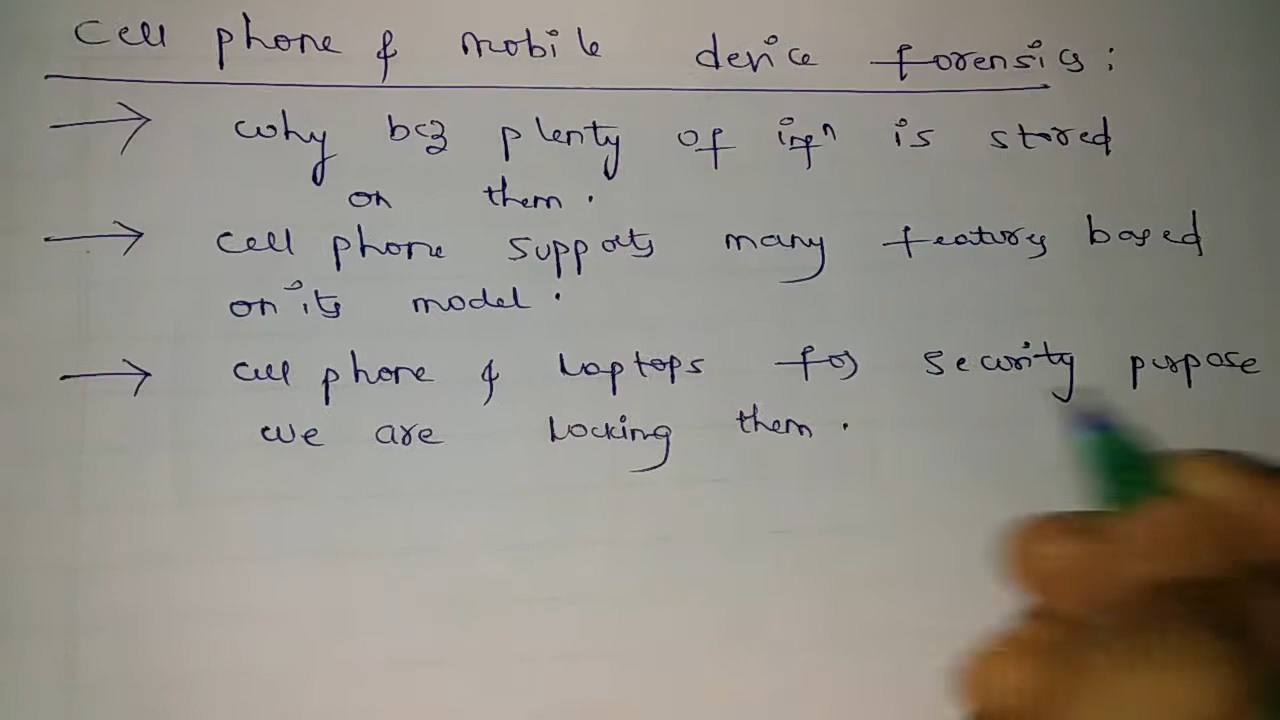 Cell phone & mobile device forensics :
→ why bcz plenty of infn is stored
on them .
→ cell phone supports many features based
on its model .
→ cell phone & Laptops for security purpose
we are Locking them .